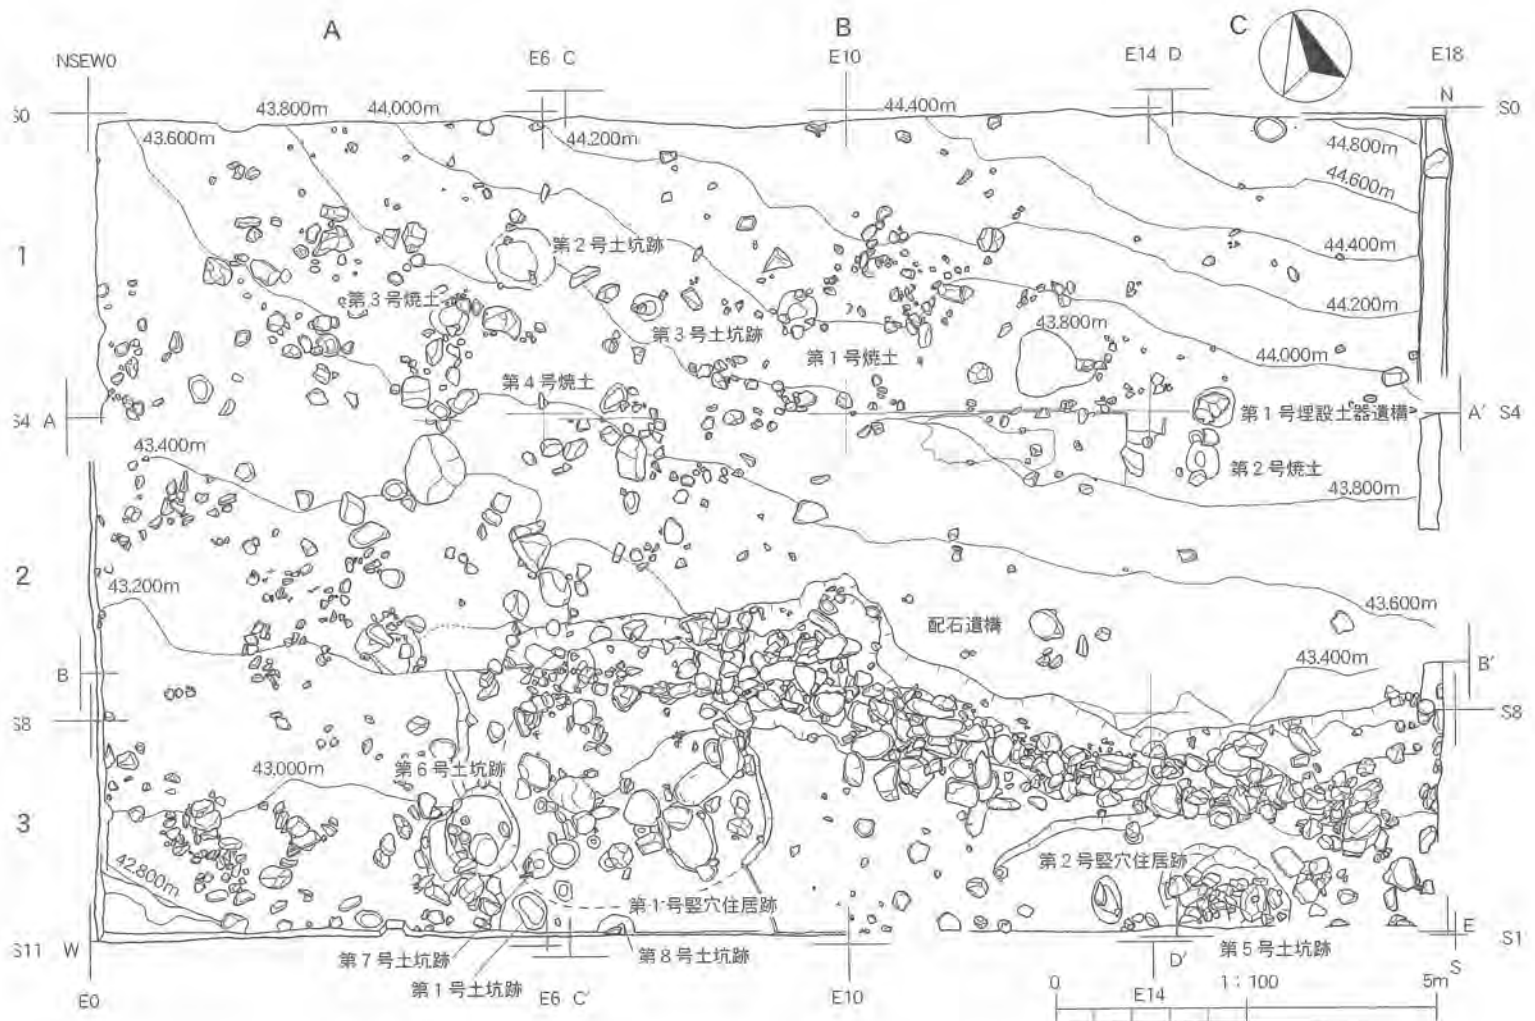 A
B
C
NSEW0
E6 C
E10
E14 D
E18
N
S0
S0
43.600m
43.800m
44.000m
44.200m
44.400m
44.800m
44.600m
44.400m
44.200m
44.000m
1
第2号土坑跡
第3号焼土
第3号土坑跡
第1号焼土
43.800m
第4号焼土
S4 A
第1号埋設土器遺構
A′ S4
43.400m
第2号焼土
43.800m
2
43.200m
43.600m
配石遺構
43.400m
B
B′
S8
S8
43.000m
第6号土坑跡
3
42.800m
第2号竪穴住居跡
第1号竪穴住居跡
S11 W
E
S1
第7号土坑跡
第8号土坑跡
第5号土坑跡
D′
S
第1号土坑跡
E0
E6 C′
E10
E14
0
1:100
5m